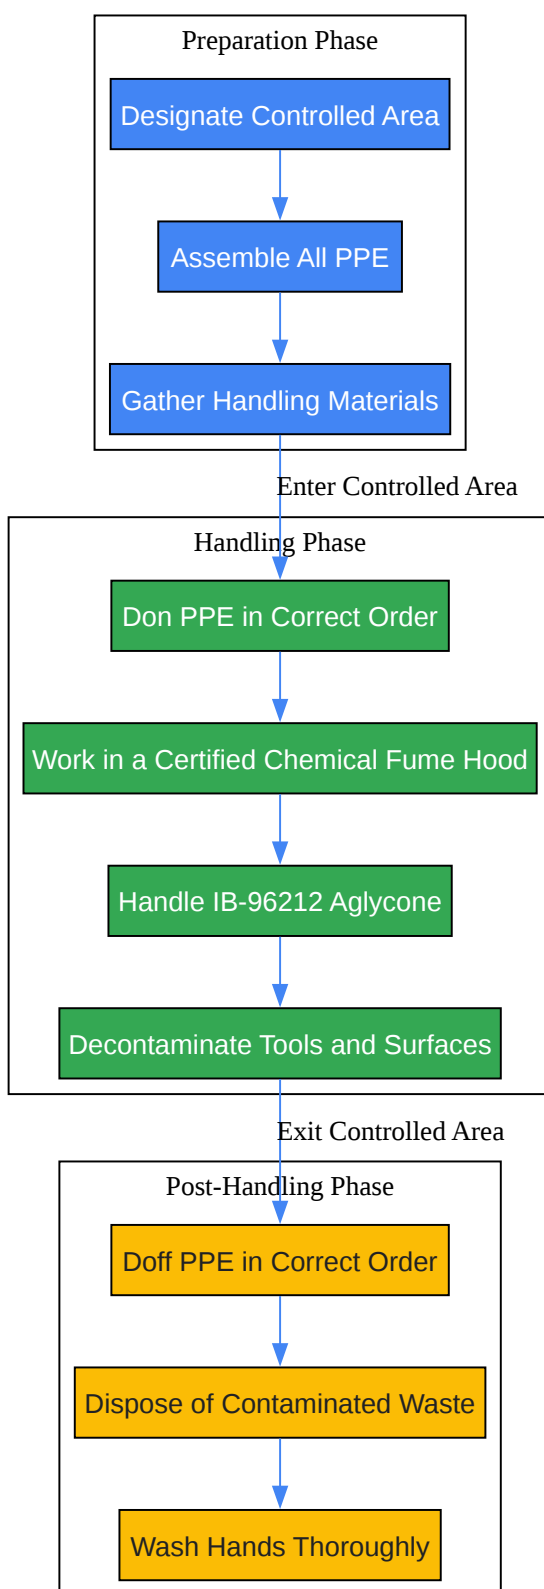 Preparation Phase
Designate Controlled Area
Assemble All PPE
Gather Handling Materials
Enter Controlled Area
Handling Phase
Don PPE in Correct Order
Work in a Certified Chemical Fume Hood
Handle IB-96212 Aglycone
Decontaminate Tools and Surfaces
Exit Controlled Area
Post-Handling Phase
Doff PPE in Correct Order
Dispose of Contaminated Waste
Wash Hands Thoroughly